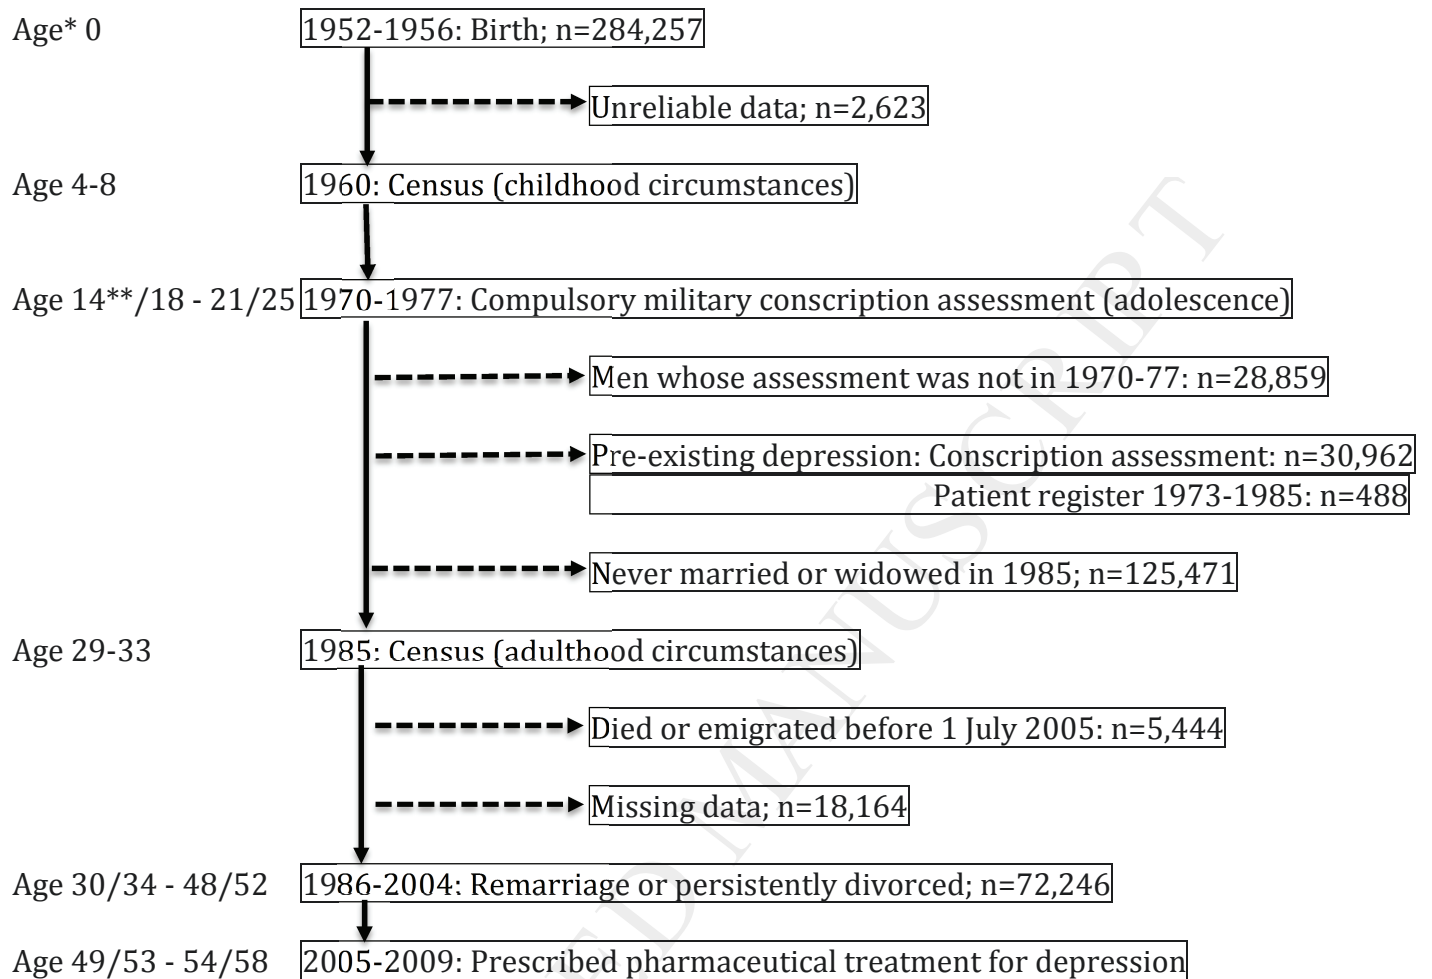 Age* 0 1952-1956: Birth; n=284,257
Unreliable data; n=2,623
Age 4-8 1960: Census (childhood circumstances)
Age 14**/18 - 21/25 1970-1977: Compulsory military conscription assessment (adolescence)
Men whose assessment was not in 1970-77: n=28,859
Pre-existing depression: Conscription assessment: n=30,962
Patient register 1973-1985: n=488
Never married or widowed in 1985; n=125,471
Age 29-33 1985: Census (adulthood circumstances)
Died or emigrated before 1 July 2005: n=5,444
Missing data; n=18,164
Age 30/34 - 48/52 1986-2004: Remarriage or persistently divorced; n=72,246
Age 49/53 - 54/58 2005-2009: Prescribed pharmaceutical treatment for depression
ED MANUSCRIPT